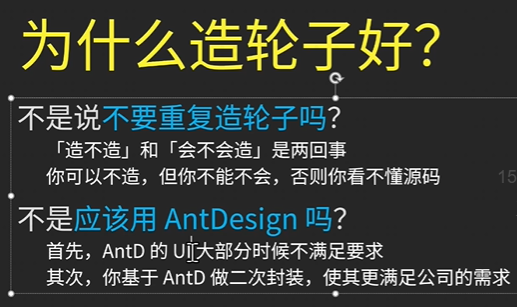 为什么造轮子好？
不是说不要重复造轮子吗？
「造不造」和「会不会造」是两回事
你可以不造，但你不能不会，否则你看不懂源码
15
不是应该用 AntDesign 吗？
首先，AntD 的 UI 大部分时候不满足要求
其次，你基于 AntD 做二次封装，使其更满足公司的需求